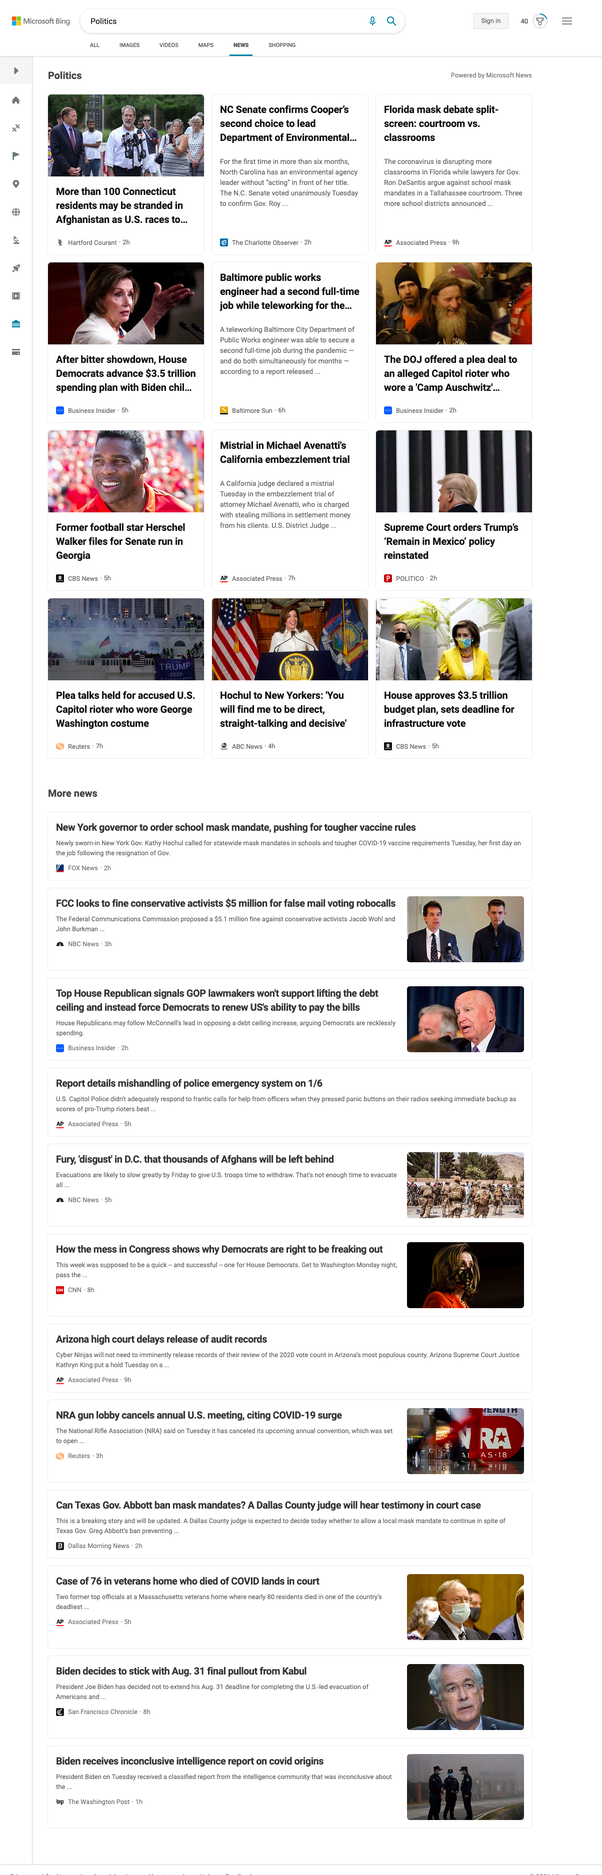 Microsoft Bing
Politics
Sign in
40
ALL IMAGES VIDEOS MAPS NEWS SHOPPING
Politics
Powered by Microsoft News
More than 100 Connecticut
residents may be stranded in
Afghanistan as U.S. races to...
Hartford Courant · 2h
NC Senate confirms Cooper's
second choice to lead
Department of Environmental...
For the first time in more than six months,
North Carolina has an environmental agency
leader without "acting" in front of her title.
The N.C. Senate voted unanimously Tuesday
to confirm Gov. Roy ...
The Charlotte Observer · 2h
Florida mask debate split-
screen: courtroom vs.
classrooms
The coronavirus is disrupting more
classrooms in Florida while lawyers for Gov.
Ron DeSantis argue against school mask
mandates in a Tallahassee courtroom. Three
more school districts announced ...
AP Associated Press · 9h
After bitter showdown, House
Democrats advance $3.5 trillion
spending plan with Biden chil...
Business Insider · 5h
Baltimore public works
engineer had a second full-time
job while teleworking for the...
A teleworking Baltimore City Department of
Public Works engineer was able to secure a
second full-time job during the pandemic —
and do both simultaneously for months —
according to a report released ...
Baltimore Sun · 6h
The DOJ offered a plea deal to
an alleged Capitol rioter who
wore a 'Camp Auschwitz'...
Business Insider · 2h
Former football star Herschel
Walker files for Senate run in
Georgia
CBS News · 5h
Mistrial in Michael Avenatti's
California embezzlement trial
A California judge declared a mistrial
Tuesday in the embezzlement trial of
attorney Michael Avenatti, who is charged
with stealing millions in settlement money
from his clients. U.S. District Judge ...
AP Associated Press · 7h
Supreme Court orders Trump's
'Remain in Mexico' policy
reinstated
POLITICO · 2h
TRUMP
Plea talks held for accused U.S.
Capitol rioter who wore George
Washington costume
Reuters · 7h
Hochul to New Yorkers: 'You
will find me to be direct,
straight-talking and decisive'
ABC News · 4h
House approves $3.5 trillion
budget plan, sets deadline for
infrastructure vote
CBS News · 5h
More news
New York governor to order school mask mandate, pushing for tougher vaccine rules
Newly sworn-in New York Gov. Kathy Hochul called for statewide mask mandates in schools and tougher COVID-19 vaccine requirements Tuesday, her first day on
the job following the resignation of Gov.
FOX News · 2h
FCC looks to fine conservative activists $5 million for false mail voting robocalls
The Federal Communications Commission proposed a $5.1 million fine against conservative activists Jacob Wohl and
John Burkman ...
NBC News · 3h
Top House Republican signals GOP lawmakers won't support lifting the debt
ceiling and instead force Democrats to renew US's ability to pay the bills
House Republicans may follow McConnell's lead in opposing a debt ceiling increase, arguing Democrats are recklessly
spending.
Business Insider · 2h
Report details mishandling of police emergency system on 1/6
U.S. Capitol Police didn't adequately respond to frantic calls for help from officers when they pressed panic buttons on their radios seeking immediate backup as
scores of pro-Trump rioters beat ...
AP Associated Press · 5h
Fury, 'disgust' in D.C. that thousands of Afghans will be left behind
Evacuations are likely to slow greatly by Friday to give U.S. troops time to withdraw. That's not enough time to evacuate
all ...
NBC News · 5h
How the mess in Congress shows why Democrats are right to be freaking out
This week was supposed to be a quick – and successful – one for House Democrats. Get to Washington Monday night,
pass the ...
CNN · 8h
Arizona high court delays release of audit records
Cyber Ninjas will not need to imminently release records of their review of the 2020 vote count in Arizona's most populous county. Arizona Supreme Court Justice
Kathryn King put a hold Tuesday on a ...
AP Associated Press · 9h
NRA gun lobby cancels annual U.S. meeting, citing COVID-19 surge
The National Rifle Association (NRA) said on Tuesday it has canceled its upcoming annual convention, which was set
to open ...
Reuters · 3h
Can Texas Gov. Abbott ban mask mandates? A Dallas County judge will hear testimony in court case
This is a breaking story and will be updated. A Dallas County judge is expected to decide today whether to allow a local mask mandate to continue in spite of
Texas Gov. Greg Abbott's ban preventing ...
Dallas Morning News · 2h
Case of 76 in veterans home who died of COVID lands in court
Two former top officials at a Massachusetts veterans home where nearly 80 residents died in one of the country's
deadliest ...
AP Associated Press · 5h
Biden decides to stick with Aug. 31 final pullout from Kabul
President Joe Biden has decided not to extend his Aug. 31 deadline for completing the U.S.-led evacuation of
Americans and ...
San Francisco Chronicle · 8h
Biden receives inconclusive intelligence report on covid origins
President Biden on Tuesday received a classified report from the intelligence community that was inconclusive about
the ...
The Washington Post · 1h